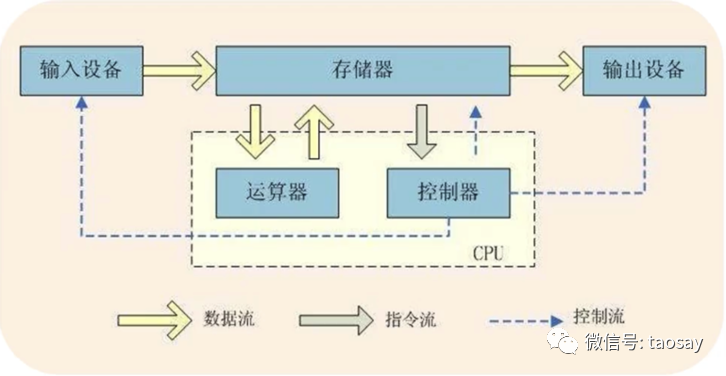 输入设备
存储器
输出设备
运算器
控制器
CPU
数据流
指令流
控制流
微信号: taosay